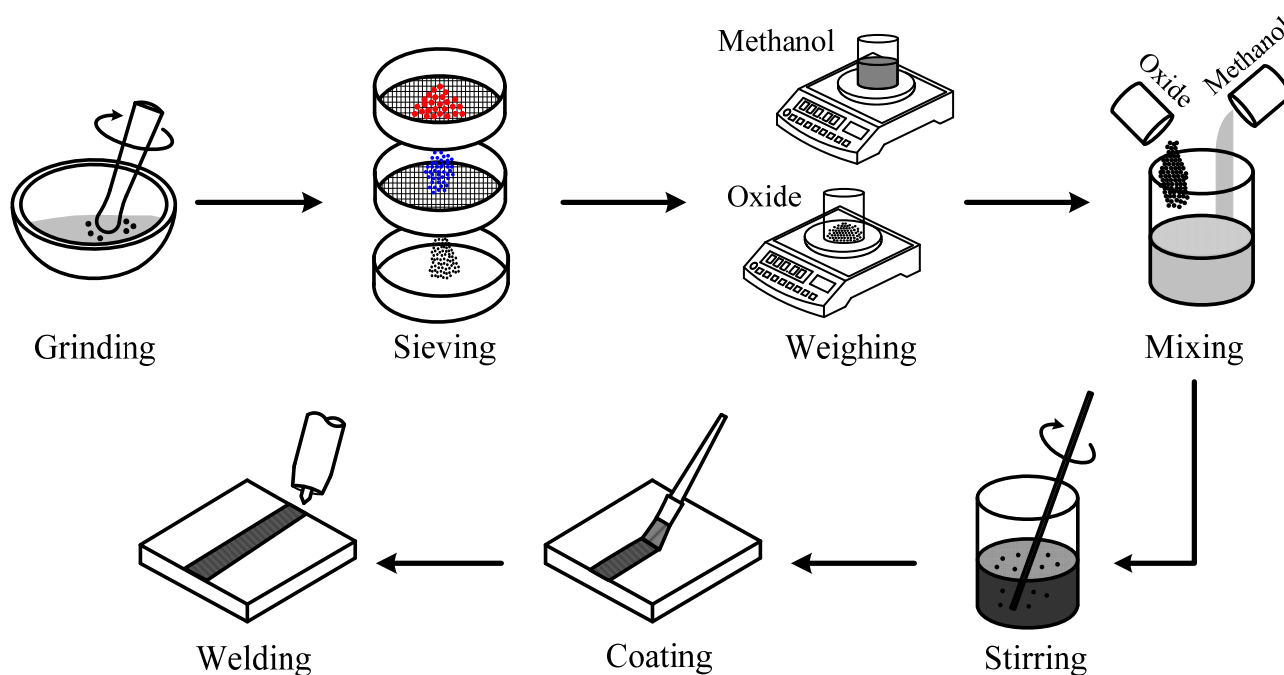 Methanol
Oxide
Oxide
Methanol
Grinding
Sieving
Weighing
Mixing
Welding
Coating
Stirring